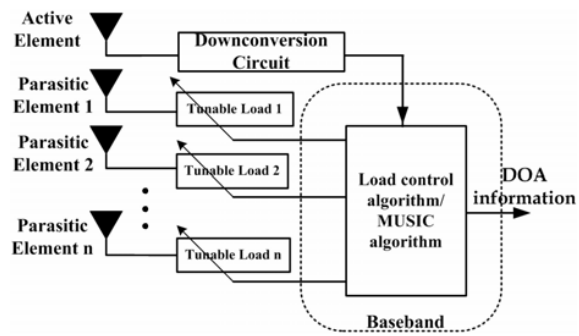 Active
Element
Downconversion
Circuit
Parasitic
Element 1
Tunable Load 1
Parasitic
Element 2
Tunable Load 2
Parasitic
Element n
Tunable Load n
Load control
algorithm/
MUSIC
algorithm
DOA
information
Baseband